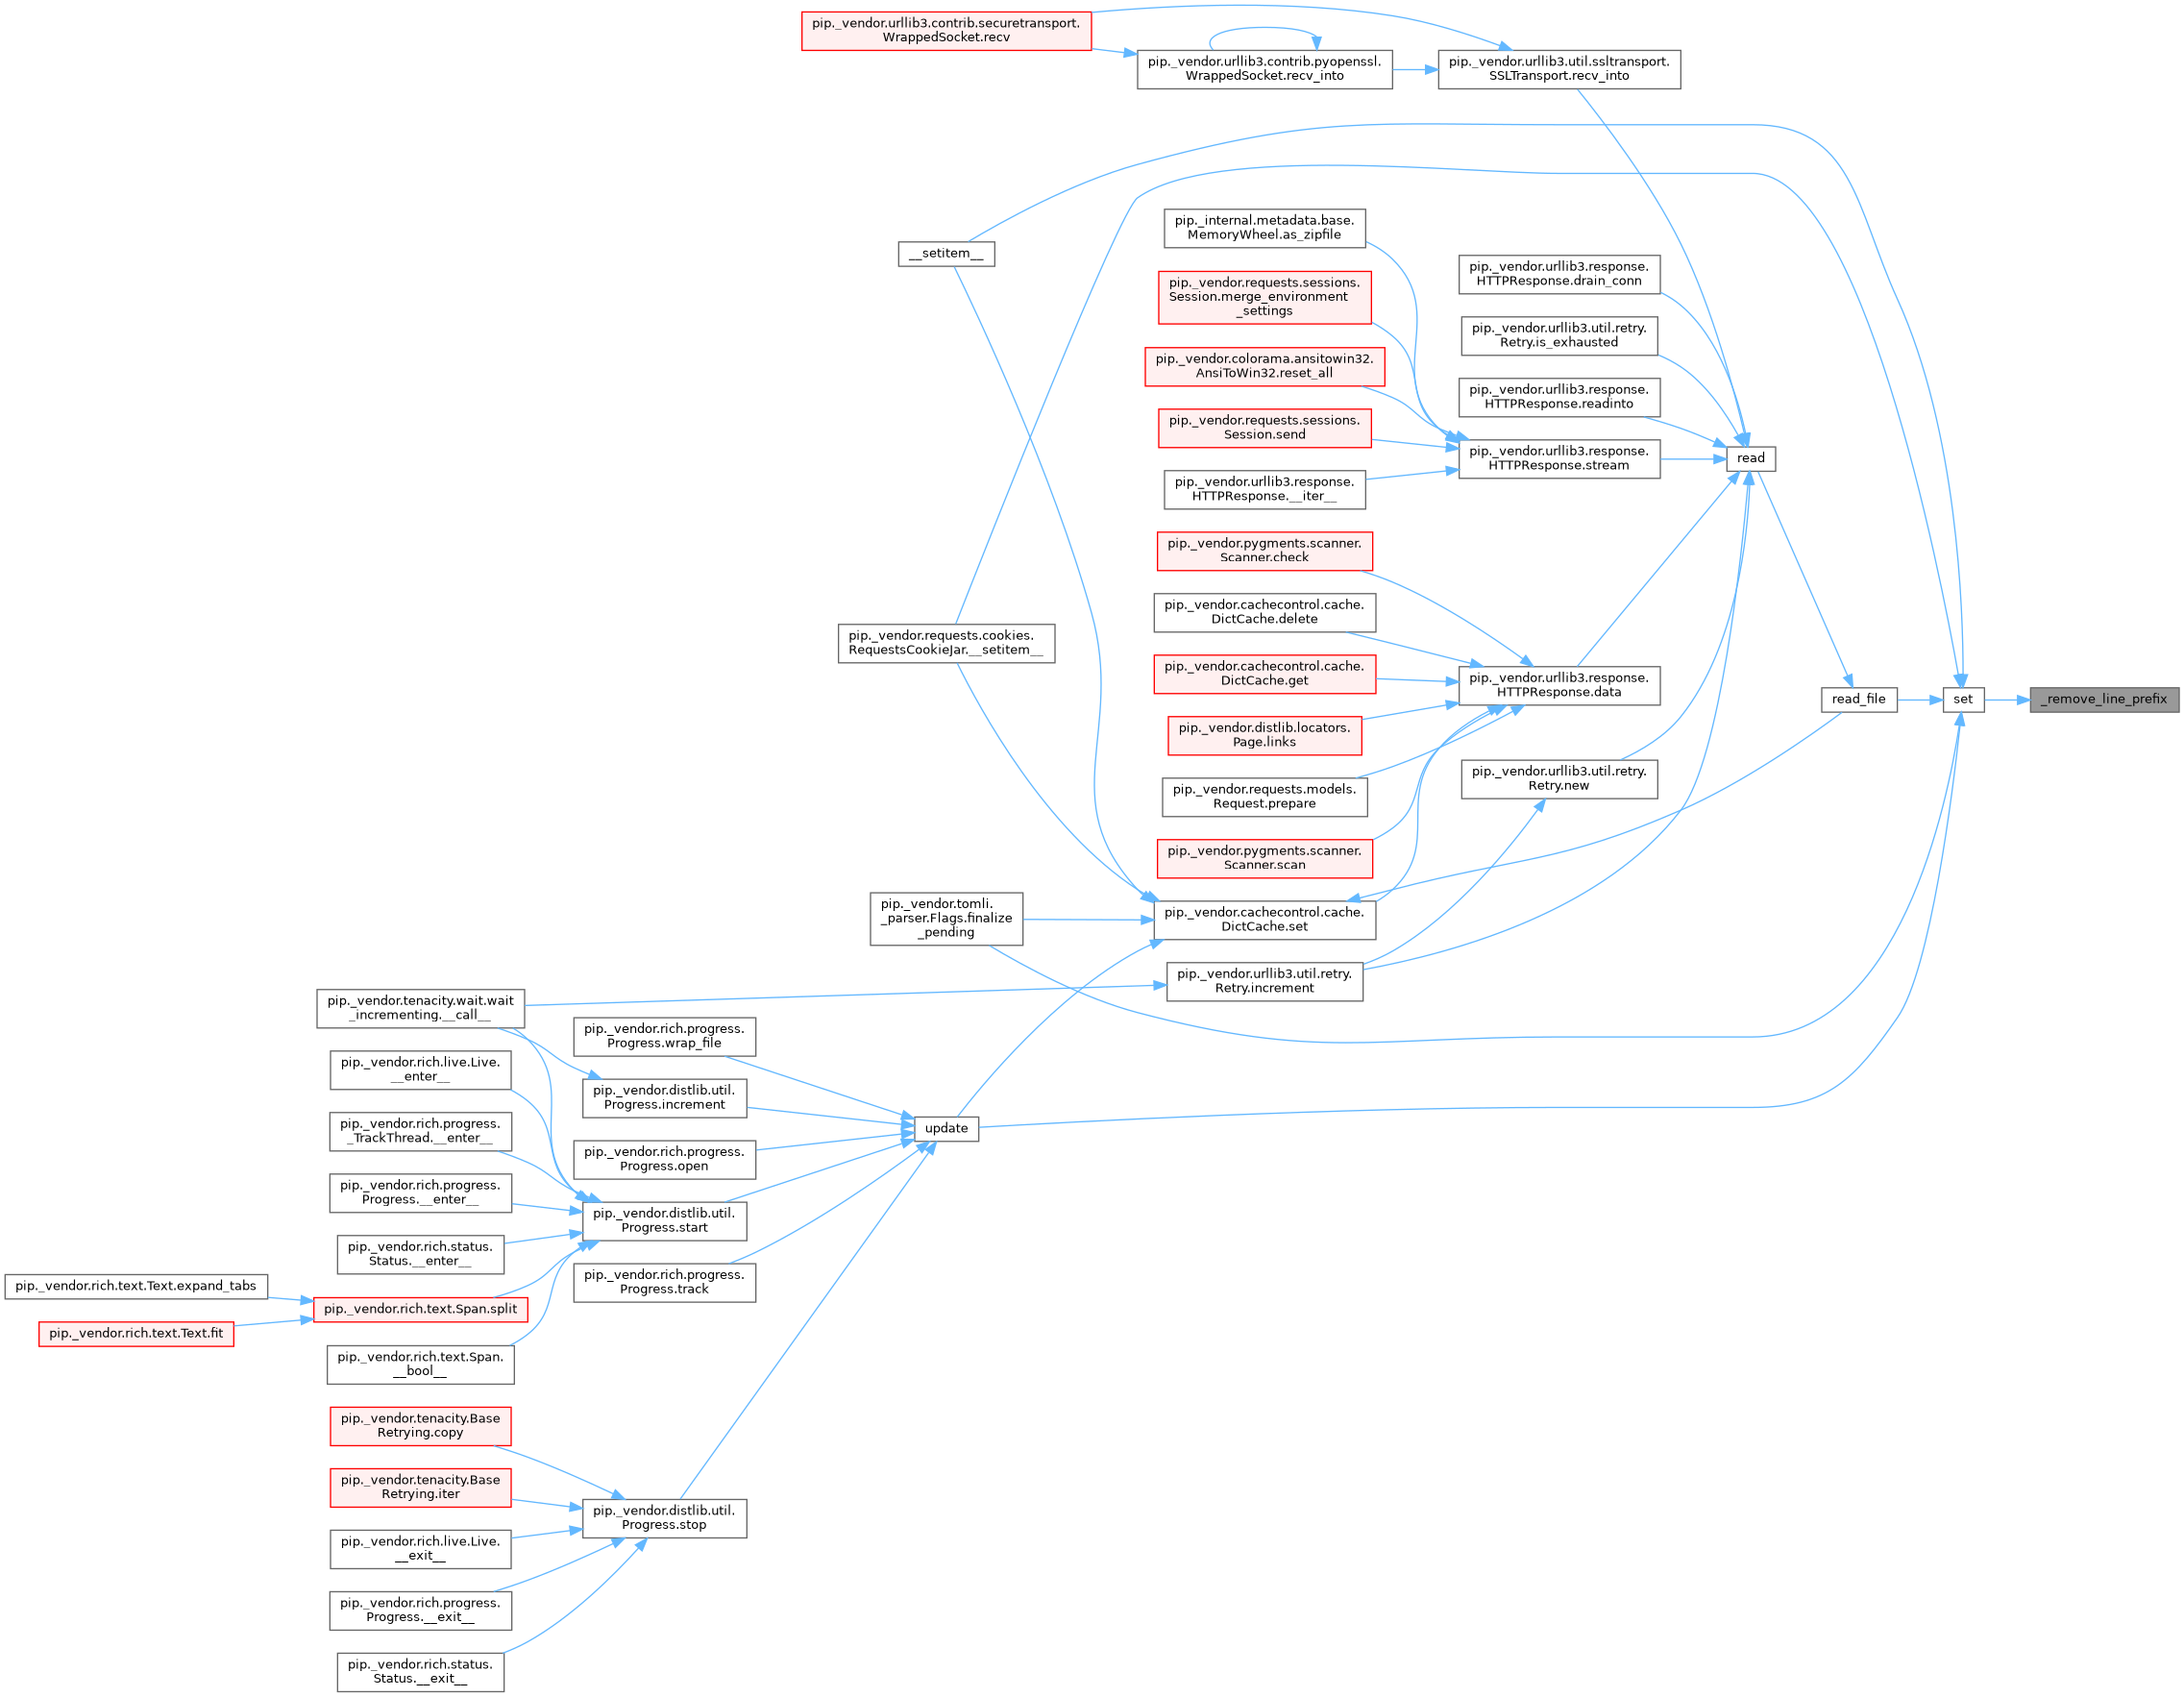 pip._vendor.urllib3.contrib.securetransport.
WrappedSocket.recv
pip._vendor.urllib3.contrib.pyopenssl.
WrappedSocket.recv_into
pip._vendor.urllib3.util.ssltransport.
SSLTransport.recv_into
pip._internal.metadata.base.
MemoryWheel.as_zipfile
__setitem__
pip._vendor.urllib3.response.
HTTPResponse.drain_conn
pip._vendor.requests.sessions.
Session.merge_environment
_settings
pip._vendor.urllib3.util.retry.
Retry.is_exhausted
pip._vendor.colorama.ansitowin32.
AnsiToWin32.reset_all
pip._vendor.urllib3.response.
HTTPResponse.readinto
pip._vendor.requests.sessions.
Session.send
pip._vendor.urllib3.response.
HTTPResponse.stream
read
pip._vendor.urllib3.response.
HTTPResponse.__iter__
pip._vendor.pygments.scanner.
Scanner.check
pip._vendor.cachecontrol.cache.
DictCache.delete
pip._vendor.requests.cookies.
RequestsCookieJar.__setitem__
pip._vendor.cachecontrol.cache.
DictCache.get
pip._vendor.urllib3.response.
HTTPResponse.data
read_file
set
_remove_line_prefix
pip._vendor.distlib.locators.
Page.links
pip._vendor.urllib3.util.retry.
Retry.new
pip._vendor.requests.models.
Request.prepare
pip._vendor.pygments.scanner.
Scanner.scan
pip._vendor.tomli.
_parser.Flags.finalize
_pending
pip._vendor.cachecontrol.cache.
DictCache.set
pip._vendor.urllib3.util.retry.
Retry.increment
pip._vendor.tenacity.wait.wait
_incrementing.__call__
pip._vendor.rich.progress.
Progress.wrap_file
pip._vendor.rich.live.Live.
__enter__
pip._vendor.distlib.util.
Progress.increment
pip._vendor.rich.progress.
_TrackThread.__enter__
update
pip._vendor.rich.progress.
Progress.open
pip._vendor.rich.progress.
Progress.__enter__
pip._vendor.distlib.util.
Progress.start
pip._vendor.rich.status.
Status.__enter__
pip._vendor.rich.progress.
Progress.track
pip._vendor.rich.text.Text.expand_tabs
pip._vendor.rich.text.Span.split
pip._vendor.rich.text.Text.fit
pip._vendor.rich.text.Span.
__bool__
pip._vendor.tenacity.Base
Retrying.copy
pip._vendor.tenacity.Base
Retrying.iter
pip._vendor.distlib.util.
Progress.stop
pip._vendor.rich.live.Live.
__exit__
pip._vendor.rich.progress.
Progress.__exit__
pip._vendor.rich.status.
Status.__exit__